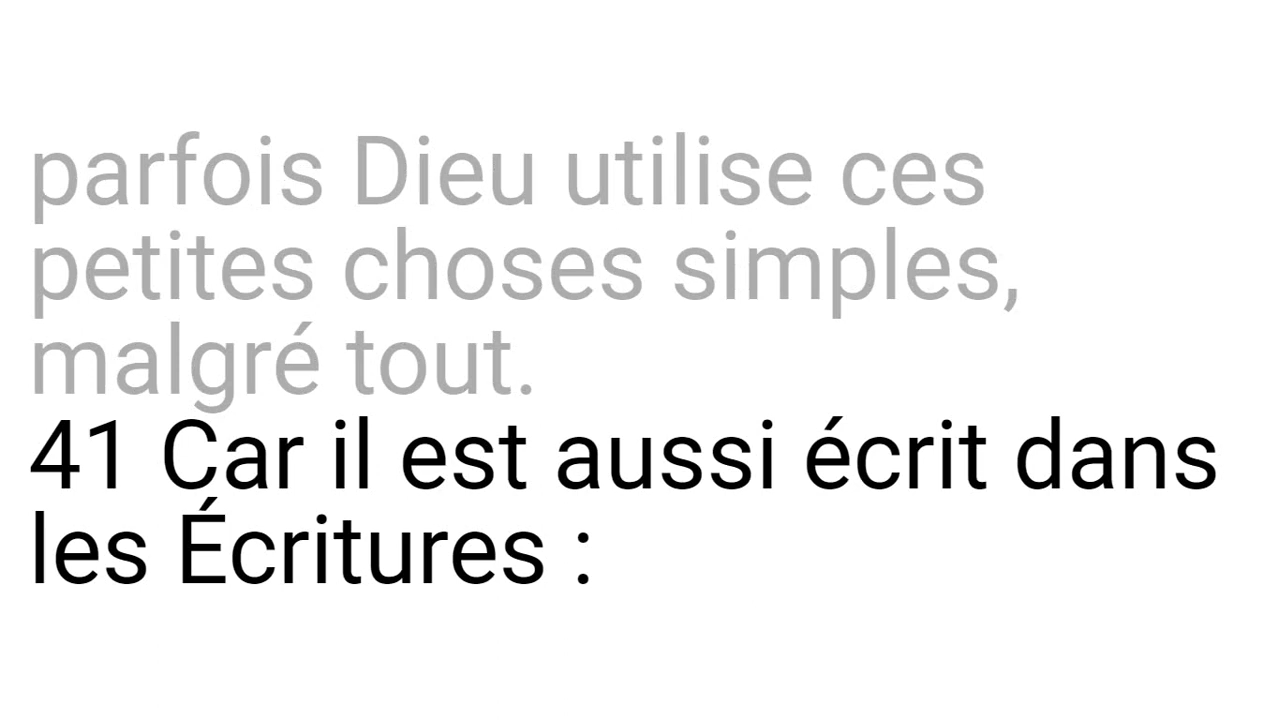 parfois Dieu utilise ces
petites choses simples,
malgré tout.
41 Car il est aussi écrit dans
les Écritures :